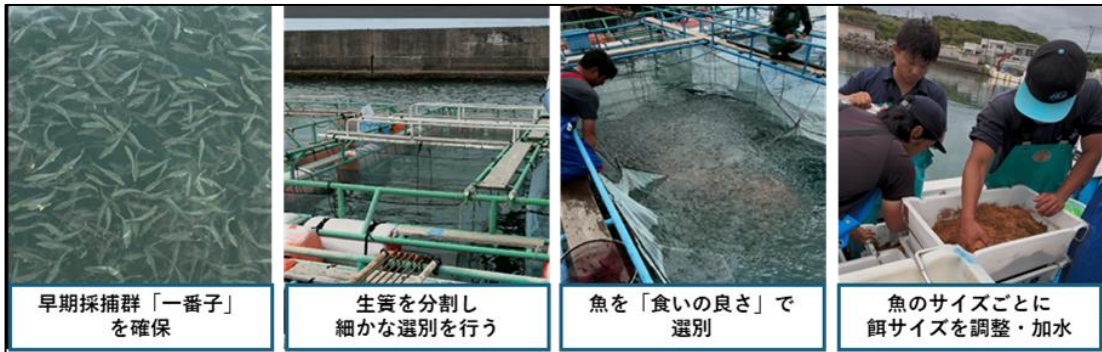 早期採捕群「一番子」
を確保
生簀を分割し
細かな選別を行う
魚を「食いの良さ」で
選別
魚のサイズごとに
餌サイズを調整・加水